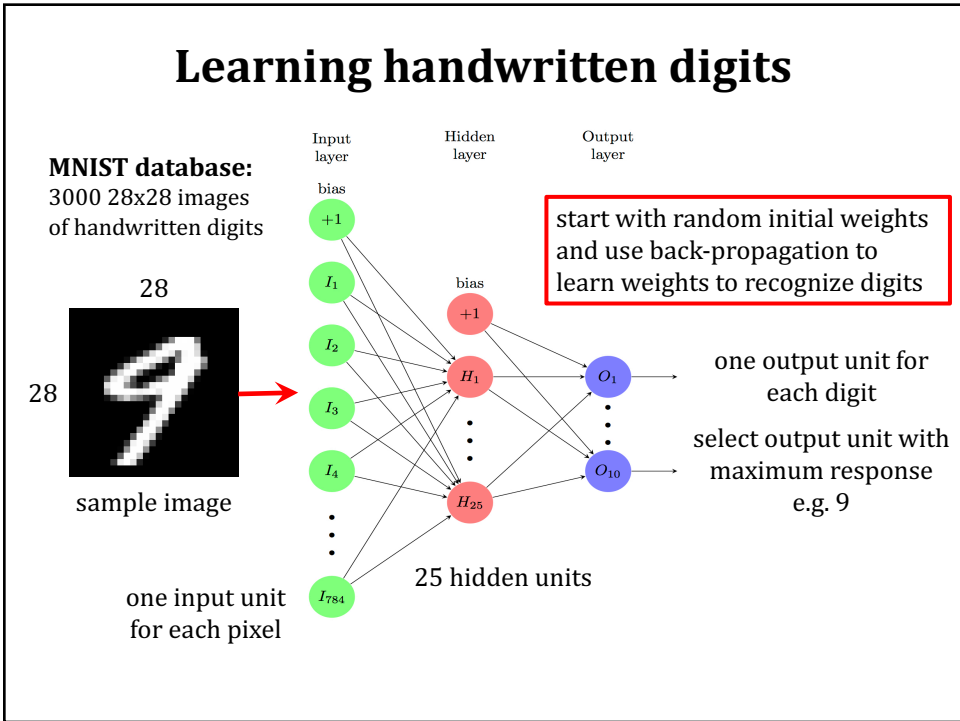 Learning handwritten digits
MNIST database:
3000 28x28 images
of handwritten digits
28
28
sample image
Input
layer
bias
+1
I₁
I₂
I₃
I₄
I₇₈₄
one input unit
for each pixel
Hidden
layer
bias
+1
H₁
H₂₅
25 hidden units
Output
layer
O₁
O₁₀
start with random initial weights
and use back-propagation to
learn weights to recognize digits
one output unit for
each digit
select output unit with
maximum response
e.g. 9